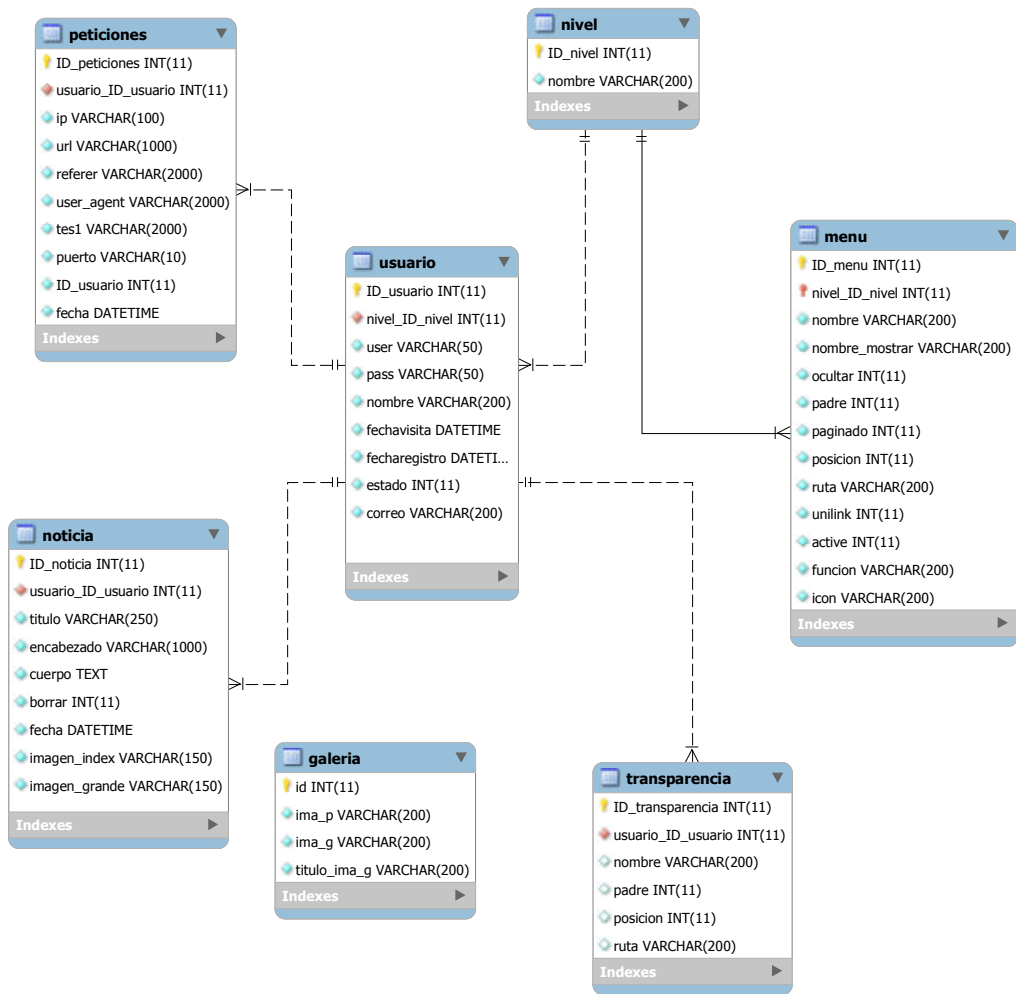 peticiones
ID_peticiones INT(11)
usuario_ID_usuario INT(11)
ip VARCHAR(100)
url VARCHAR(1000)
referer VARCHAR(2000)
user_agent VARCHAR(2000)
tes1 VARCHAR(2000)
puerto VARCHAR(10)
ID_usuario INT(11)
fecha DATETIME
Indexes
nivel
ID_nivel INT(11)
nombre VARCHAR(200)
Indexes
usuario
ID_usuario INT(11)
nivel_ID_nivel INT(11)
user VARCHAR(50)
pass VARCHAR(50)
nombre VARCHAR(200)
fechavisita DATETIME
fecharegistro DATETI...
estado INT(11)
correo VARCHAR(200)
Indexes
menu
ID_menu INT(11)
nivel_ID_nivel INT(11)
nombre VARCHAR(200)
nombre_mostrar VARCHAR(200)
ocultar INT(11)
padre INT(11)
paginado INT(11)
posicion INT(11)
ruta VARCHAR(200)
unilink INT(11)
active INT(11)
funcion VARCHAR(200)
icon VARCHAR(200)
Indexes
noticia
ID_noticia INT(11)
usuario_ID_usuario INT(11)
titulo VARCHAR(250)
encabezado VARCHAR(1000)
cuerpo TEXT
borrar INT(11)
fecha DATETIME
imagen_index VARCHAR(150)
imagen_grande VARCHAR(150)
Indexes
galeria
id INT(11)
ima_p VARCHAR(200)
ima_g VARCHAR(200)
titulo_ima_g VARCHAR(200)
Indexes
transparencia
ID_transparencia INT(11)
usuario_ID_usuario INT(11)
nombre VARCHAR(200)
padre INT(11)
posicion INT(11)
ruta VARCHAR(200)
Indexes